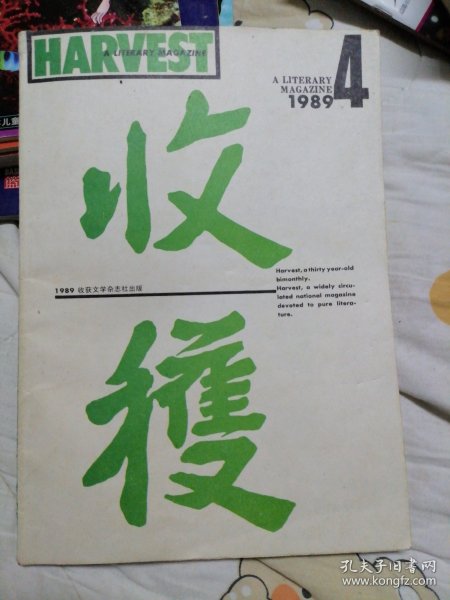 HARVEST
A LITERARY MAGAZINE
A LITERARY
MAGAZINE
1989
4
收
Harvest, a thirty year-old
bimonthly.
Harvest, a widely circu-
lated national magazine
devoted to pure litera-
ture.
1989 收获文学杂志社出版
穫
孔夫子旧书网
www.kongfz.com